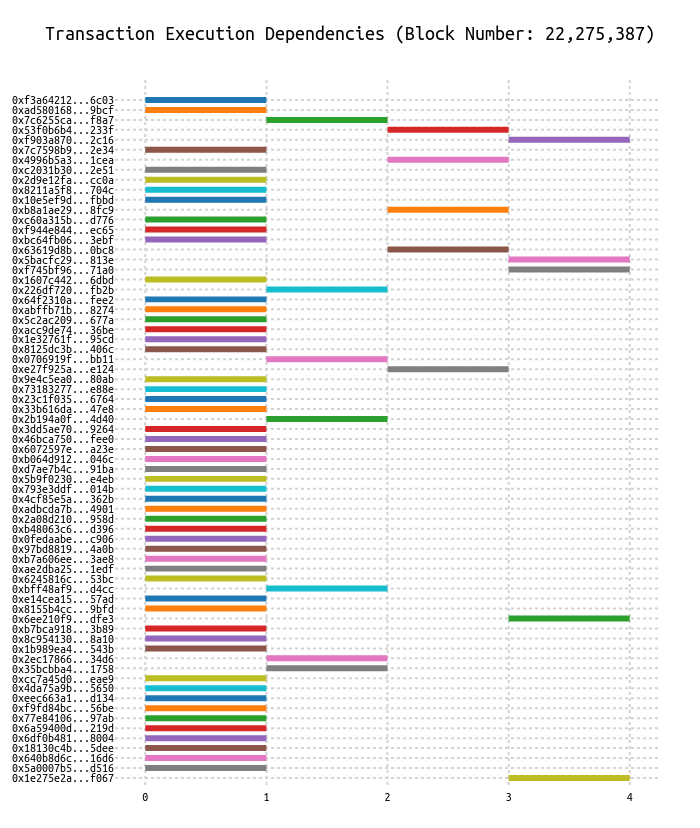 Transaction Execution Dependencies (Block Number: 22,275,387)
0xf3a64212...6c03
0xad580168...9bcf
0x7c6255ca...f8a7
0x53f0b6b4...233f
0xf903a870...2c16
0x7c7598b9...2e34
0x4996b5a3...1cea
0xc2031b30...2e51
0x2d9e12fa...cc0a
0x8211a5f8...704c
0x10e5ef9d...fbbd
0xb8a1ae29...8fc9
0xc60a315b...d776
0xf944e844...ec65
0xbc64fb06...3ebf
0x63619d8b...0bc8
0x5bacfc29...813e
0xf745bf96...71a0
0x1607c442...6dbd
0x226df720...fb2b
0x64f2310a...fee2
0xabffb71b...8274
0x5c2ac209...677a
0xacc9de74...36be
0x1e32761f...95cd
0x8125dc3b...406c
0x0706919f...bb11
0xe27f925a...e124
0x9e4c5ea0...80ab
0x73183277...e88e
0x23c1f035...6764
0x33b616da...47e8
0x2b194a0f...4d40
0x3dd5ae70...9264
0x46bca750...fee0
0x6072597e...a23e
0xb064d912...046c
0xd7ae7b4c...91ba
0x5b9f0230...e4eb
0x793e3ddf...014b
0x4cf85e5a...362b
0xadbcda7b...4901
0x2a08d210...958d
0xb48063c6...d396
0x0fedaabe...c906
0x97bd8819...4a0b
0xb7a606ee...3ae8
0xae2dba25...1edf
0x6245816c...53bc
0xbff48af9...d4cc
0xe14cea15...57ad
0x8155b4cc...9bfd
0x6ee210f9...dfe3
0xb7bca918...3b89
0x8c954130...8a10
0x1b989ea4...543b
0x2ec17866...34d6
0x35bcbba4...1758
0xcc7a45d0...eae9
0x4da75a9b...5650
0xeec663a1...d134
0xf9fd84bc...56be
0x77e84106...97ab
0x6a59400d...219d
0x6df0b481...8004
0x18130c4b...5dee
0x640b8d6c...16d6
0x5a0007b5...d516
0x1e275e2a...f067
0 1 2 3 4